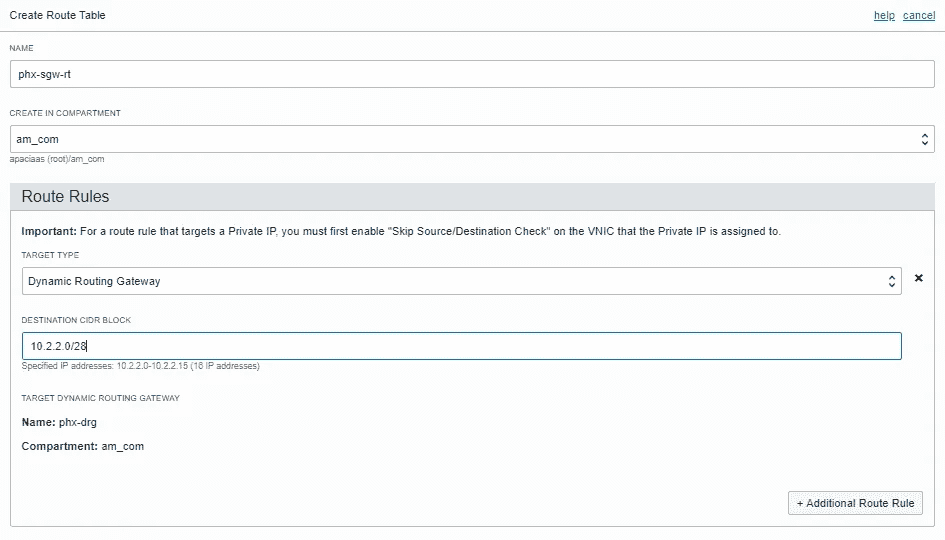 Create Route Table
help cancel
NAME
phx-sgw-rt
CREATE IN COMPARTMENT
am_com
apaciaas (root)/am_com
Route Rules
Important: For a route rule that targets a Private IP, you must first enable "Skip Source/Destination Check" on the VNIC that the Private IP is assigned to.
TARGET TYPE
Dynamic Routing Gateway
DESTINATION CIDR BLOCK
10.2.2.0/28
Specified IP addresses: 10.2.2.0-10.2.2.15 (16 IP addresses)
TARGET DYNAMIC ROUTING GATEWAY
Name: phx-drg
Compartment: am_com
+ Additional Route Rule